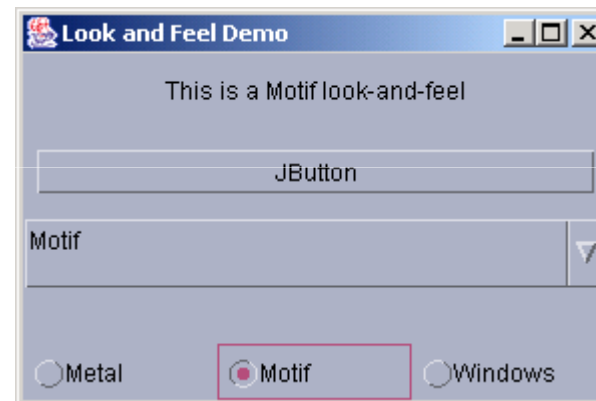 Look and Feel Demo
This is a Motif look-and-feel
JButton
Motif
Metal Motif Windows